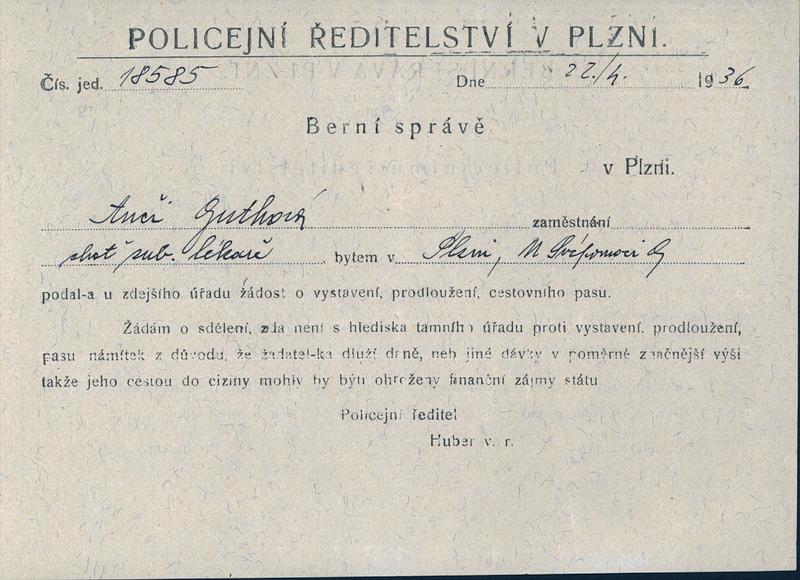 POLICEJNÍ ŘEDITELSTVÍ V PLZNI.
Čís. jed. 18585 Dne 22./4. 1936.
Berní správě
v Plzni.
Anči Guthová zaměstnání
choť zub. lékaře bytem v Plzni, U Svépomoci
podal-a u zdejšího úřadu žádost o vystavení, prodloužení, cestovního pasu.
Žádám o sdělení, zda není s hlediska tamního úřadu proti vystavení, prodloužení,
pasu námitek z důvodu, že žadatel-ka dluží daně, neb jiné dávky v poměrně značnější výši
takže jeho cestou do ciziny mohly by býti ohroženy finanční zájmy státu.
Policejní ředitel
Huber v. r.